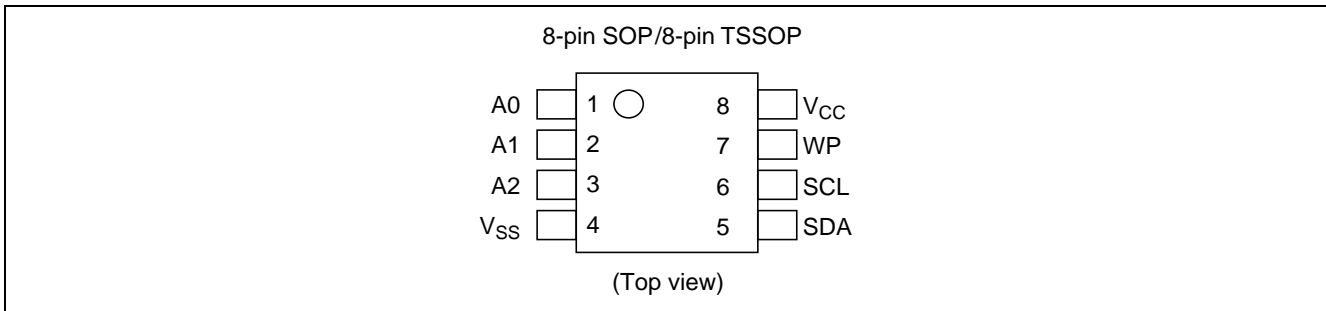 8-pin SOP/8-pin TSSOP
A0 1 8 VCC
A1 2 7 WP
A2 3 6 SCL
VSS 4 5 SDA
(Top view)